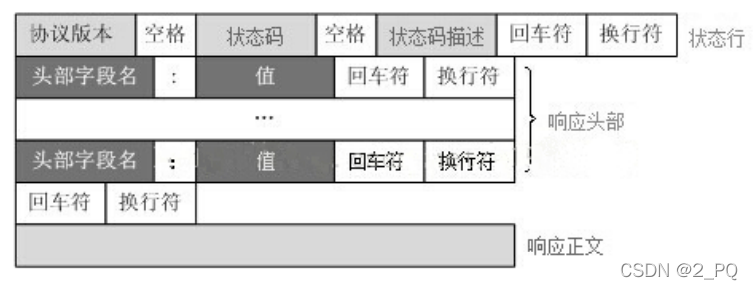 协议版本 空格 状态码 空格 状态码描述 回车符 换行符 状态行
头部字段名 : 值 回车符 换行符
... 响应头部
头部字段名 : 值 回车符 换行符
回车符 换行符
响应正文
CSDN @2_PQ